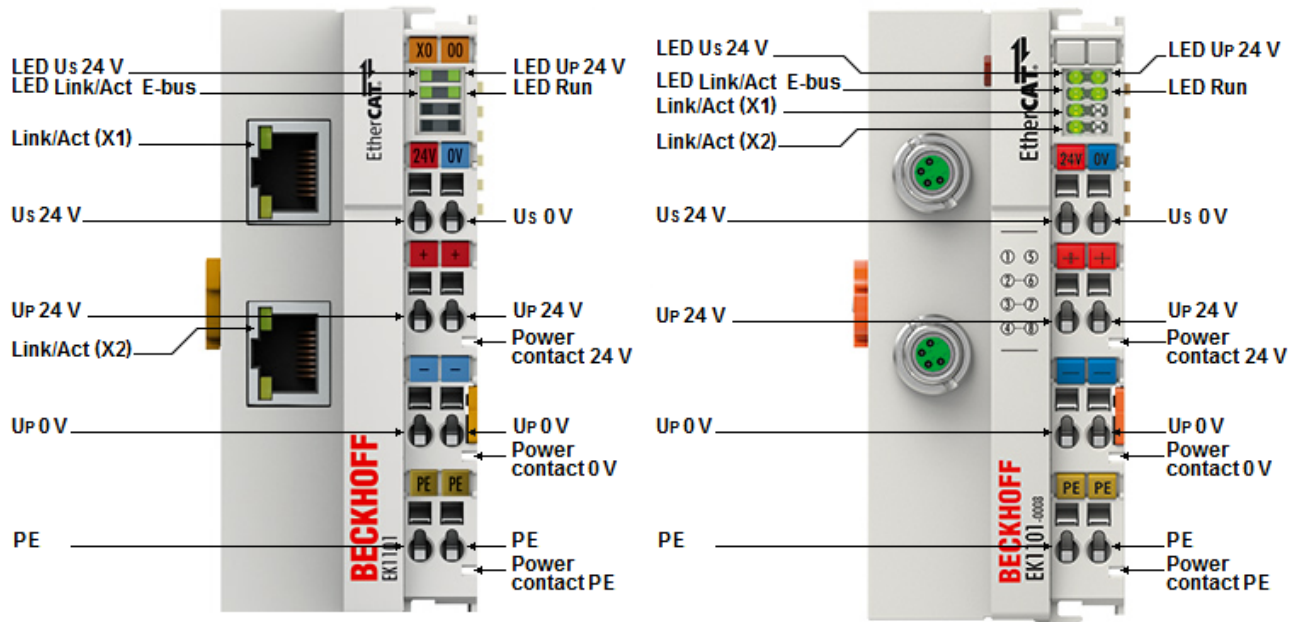 LED Us 24 V
LED Link/Act E-bus
Link/Act (X1)
Us 24 V
UP 24 V
Link/Act (X2)
UP 0 V
PE
X0 00
EtherCAT®
24V 0V
+ +
− −
PE PE
BECKHOFF
EK1101
LED UP 24 V
LED Run
Us 0 V
UP 24 V
Power
contact 24 V
UP 0 V
Power
contact 0 V
PE
Power
contact PE
LED Us 24 V
LED Link/Act E-bus
Link/Act (X1)
Link/Act (X2)
Us 24 V
UP 24 V
UP 0 V
PE
EtherCAT®
24V 0V
① ⑤
②–⑥
③–⑦
④–⑧
+ +
− −
PE PE
BECKHOFF
EK1101-0008
LED UP 24 V
LED Run
Us 0 V
UP 24 V
Power
contact 24 V
UP 0 V
Power
contact 0 V
PE
Power
contact PE